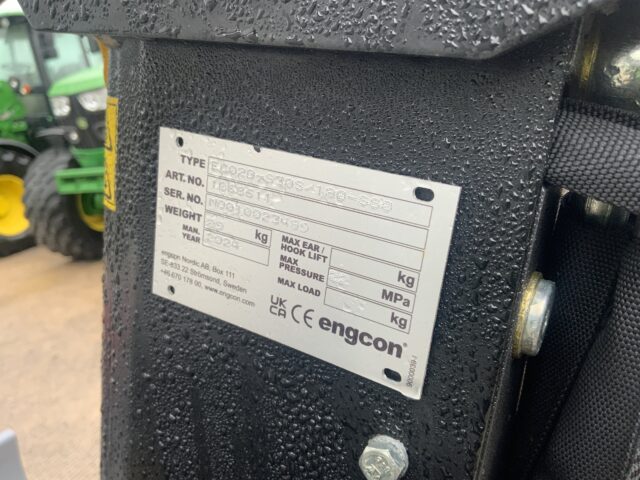 TYPE
ART. NO.
SER. NO.
WEIGHT kg
MAN. YEAR 2024
MAX EAR / HOOK LIFT kg
MAX PRESSURE MPa
MAX LOAD kg
engcon Nordic AB, Box 111
SE-833 22 Strömsund, Sweden
+46-670 178 00, www.engcon.com
UK CA CE engcon®
9600039-I